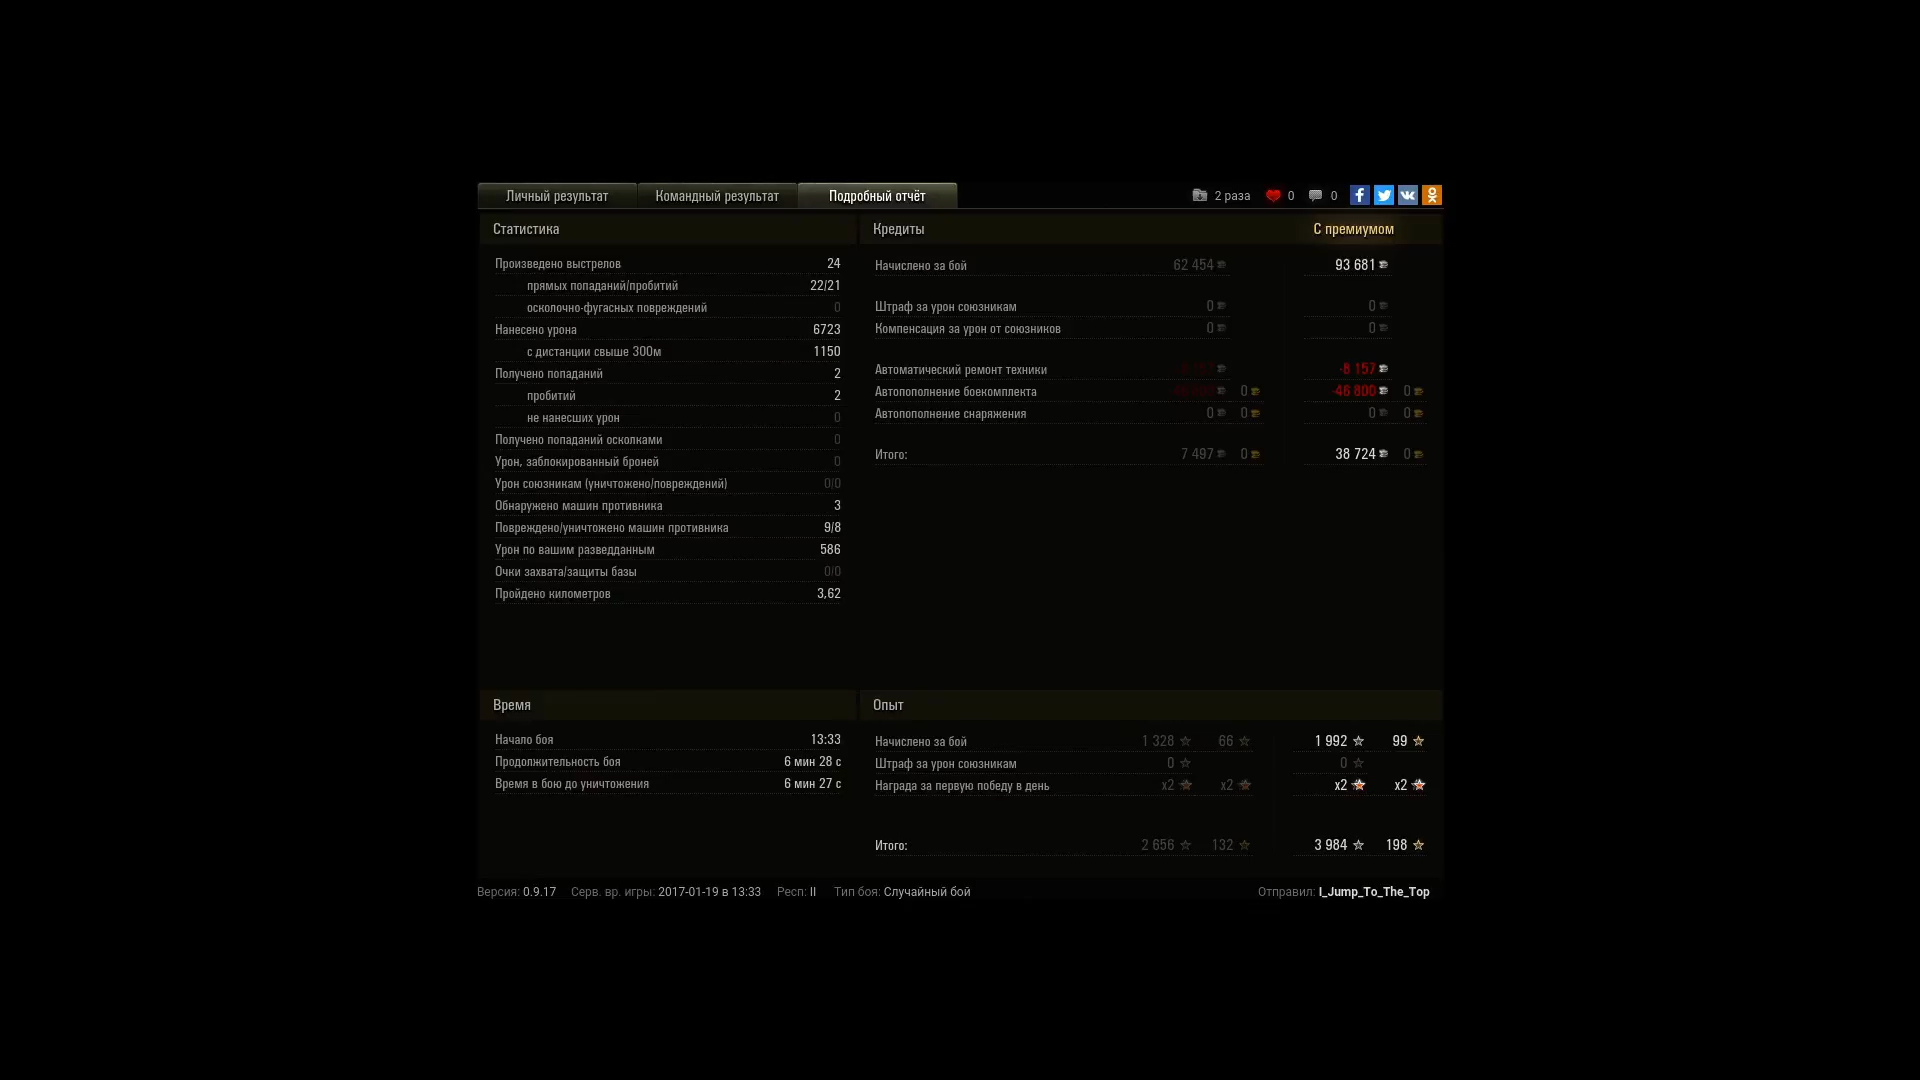 Личный результат Командный результат Подробный отчёт 2 раза 0 0
Статистика
Произведено выстрелов 24
прямых попаданий/пробитий 22/21
осколочно-фугасных повреждений 0
Нанесено урона 6723
с дистанции свыше 300м 1150
Получено попаданий 2
пробитий 2
не нанесших урон 0
Получено попаданий осколками 0
Урон, заблокированный броней 0
Урон союзникам (уничтожено/повреждений) 0/0
Обнаружено машин противника 3
Повреждено/уничтожено машин противника 9/8
Урон по вашим разведданным 586
Очки захвата/защиты базы 0/0
Пройдено километров 3,62
Кредиты С премиумом
Начислено за бой 62 454 93 681
Штраф за урон союзникам 0 0
Компенсация за урон от союзников 0 0
Автоматический ремонт техники -8 157
Автопополнение боекомплекта 0 -46 800 0
Автопополнение снаряжения 0 0 0 0
Итого: 7 497 0 38 724 0
Время
Начало боя 13:33
Продолжительность боя 6 мин 28 с
Время в бою до уничтожения 6 мин 27 с
Опыт
Начислено за бой 1 328 66 1 992 99
Штраф за урон союзникам 0 0
Награда за первую победу в день x2 x2 x2 x2
Итого: 2 656 132 3 984 198
Версия: 0.9.17 Серв. вр. игры: 2017-01-19 в 13:33 Респ: II Тип боя: Случайный бой Отправил: I_Jump_To_The_Top